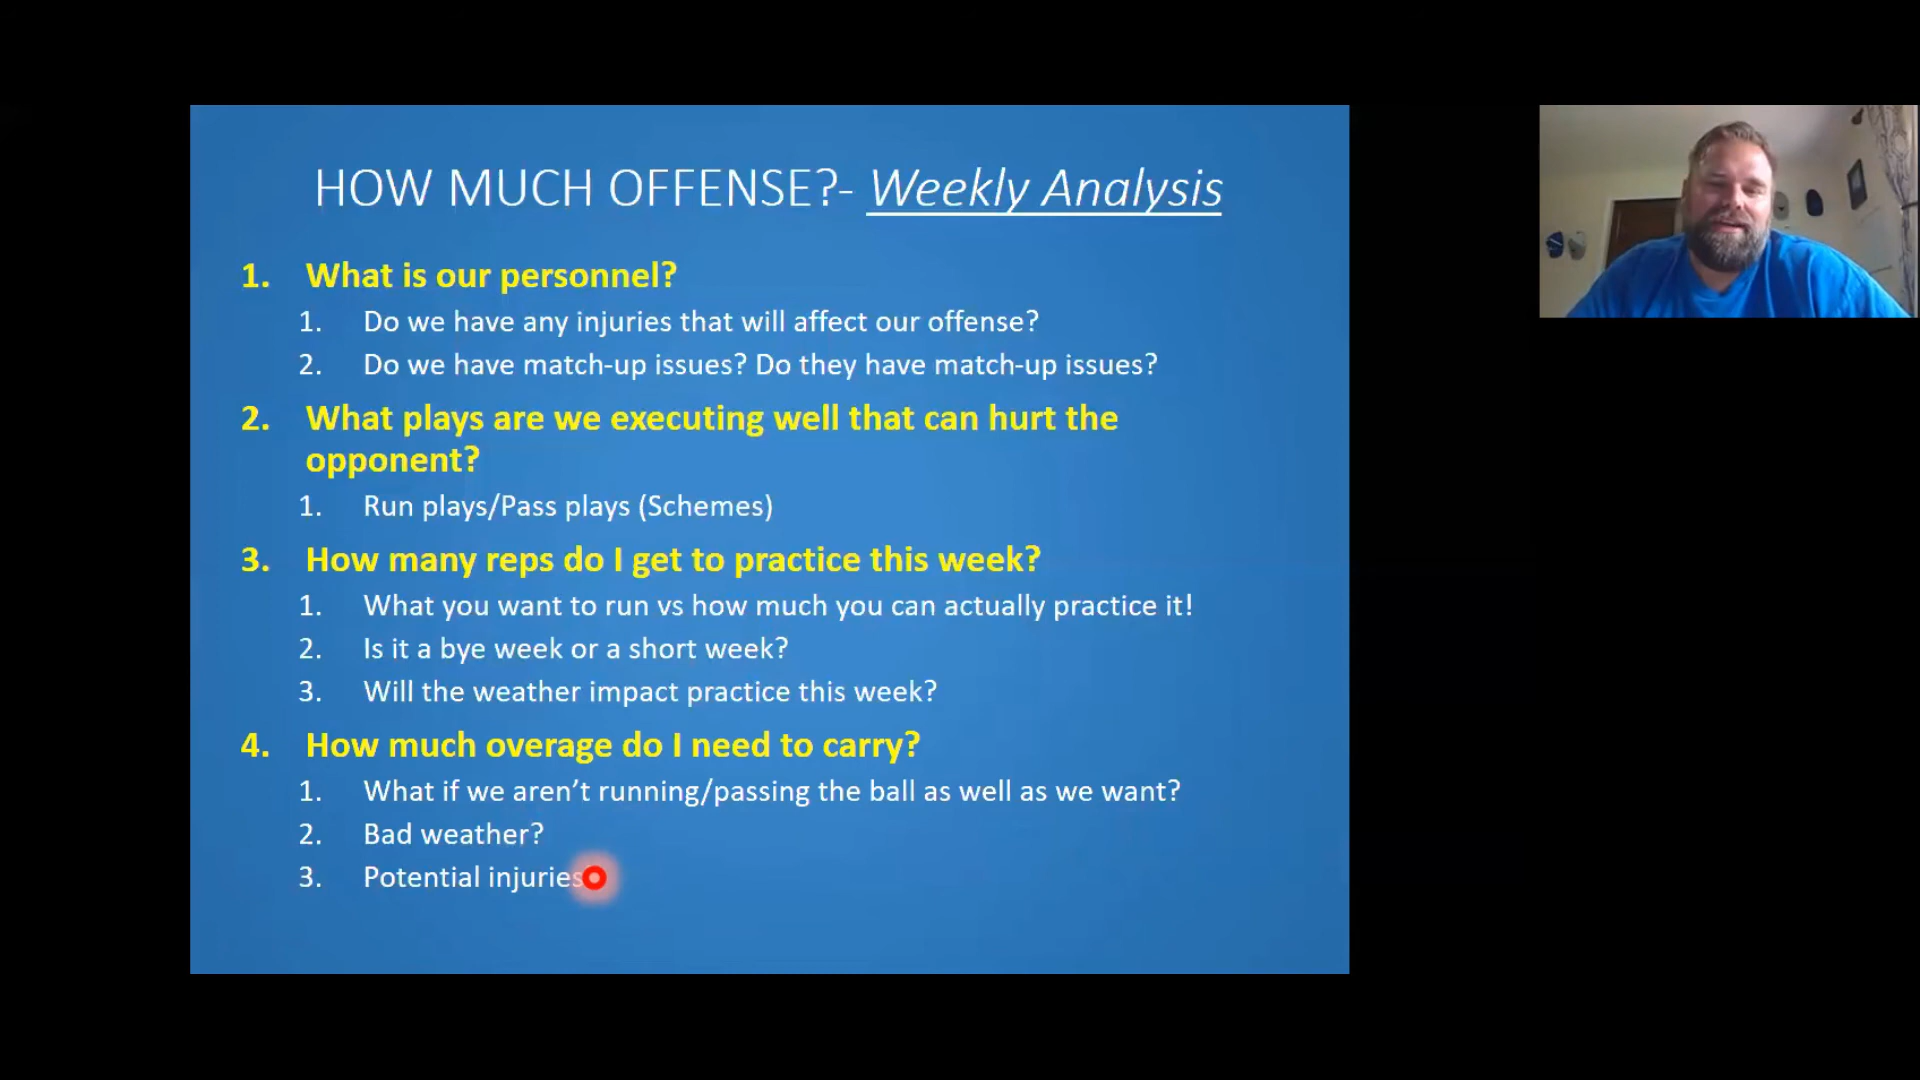 HOW MUCH OFFENSE?- Weekly Analysis
1. What is our personnel?
1. Do we have any injuries that will affect our offense?
2. Do we have match-up issues? Do they have match-up issues?
2. What plays are we executing well that can hurt the
opponent?
1. Run plays/Pass plays (Schemes)
3. How many reps do I get to practice this week?
1. What you want to run vs how much you can actually practice it!
2. Is it a bye week or a short week?
3. Will the weather impact practice this week?
4. How much overage do I need to carry?
1. What if we aren’t running/passing the ball as well as we want?
2. Bad weather?
3. Potential injuries